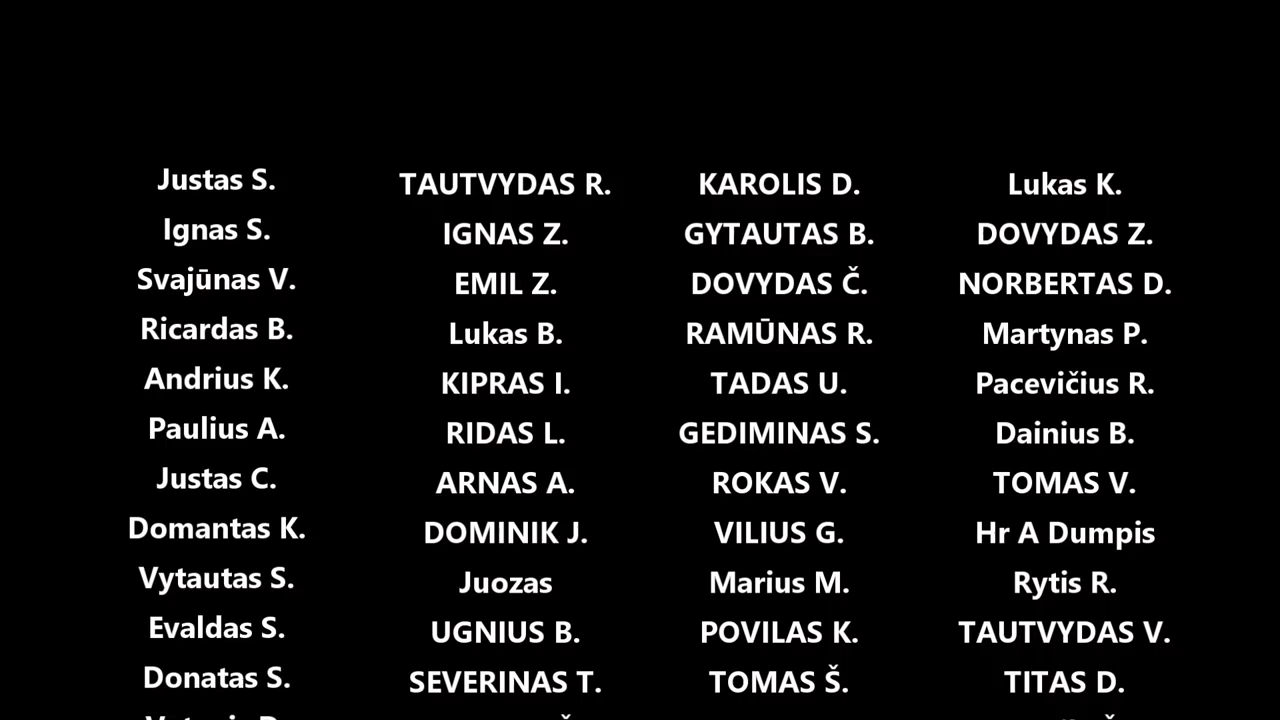 Justas S.
Ignas S.
Svajūnas V.
Ricardas B.
Andrius K.
Paulius A.
Justas C.
Domantas K.
Vytautas S.
Evaldas S.
Donatas S.
TAUTVYDAS R.
IGNAS Z.
EMIL Z.
Lukas B.
KIPRAS I.
RIDAS L.
ARNAS A.
DOMINIK J.
Juozas
UGNIUS B.
SEVERINAS T.
KAROLIS D.
GYTAUTAS B.
DOVYDAS Č.
RAMŪNAS R.
TADAS U.
GEDIMINAS S.
ROKAS V.
VILIUS G.
Marius M.
POVILAS K.
TOMAS Š.
Lukas K.
DOVYDAS Z.
NORBERTAS D.
Martynas P.
Pacevičius R.
Dainius B.
TOMAS V.
Hr A Dumpis
Rytis R.
TAUTVYDAS V.
TITAS D.